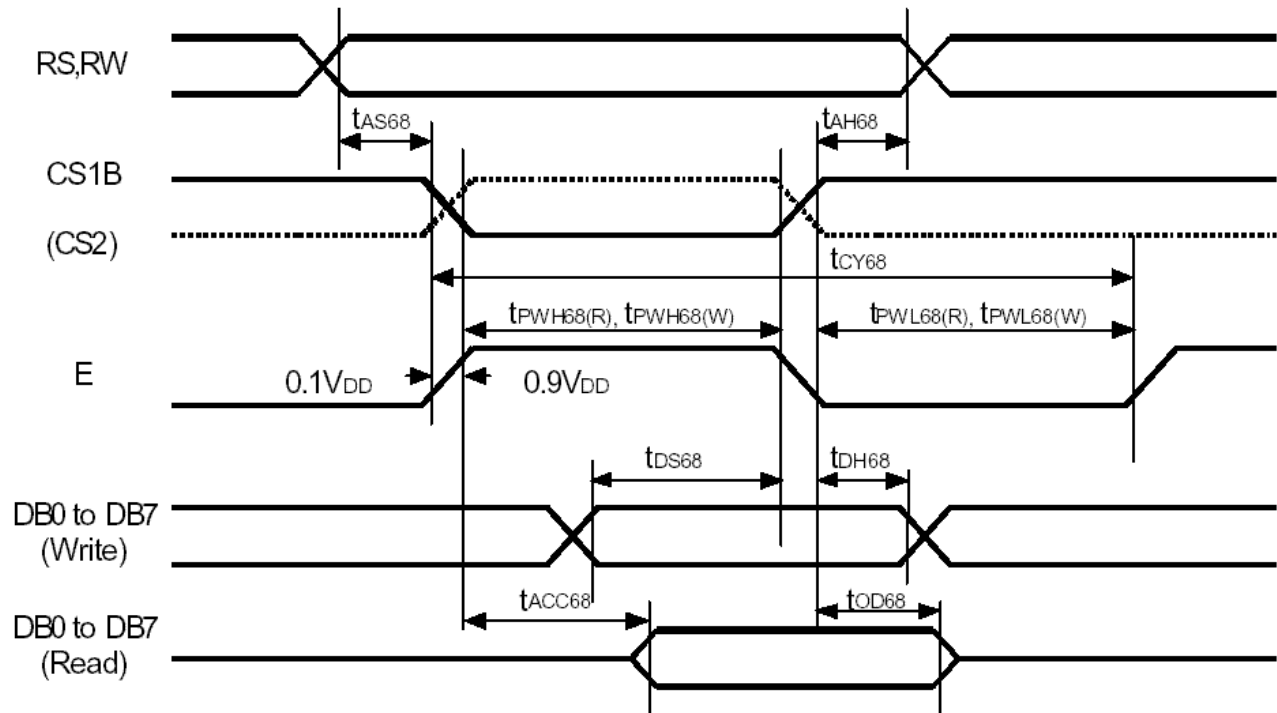 RS,RW
tAS68
tAH68
CS1B
(CS2)
tCY68
tPWH68(R), tPWH68(W)
tPWL68(R), tPWL68(W)
E
0.1VDD
0.9VDD
tDS68
tDH68
DB0 to DB7
(Write)
tACC68
tOD68
DB0 to DB7
(Read)